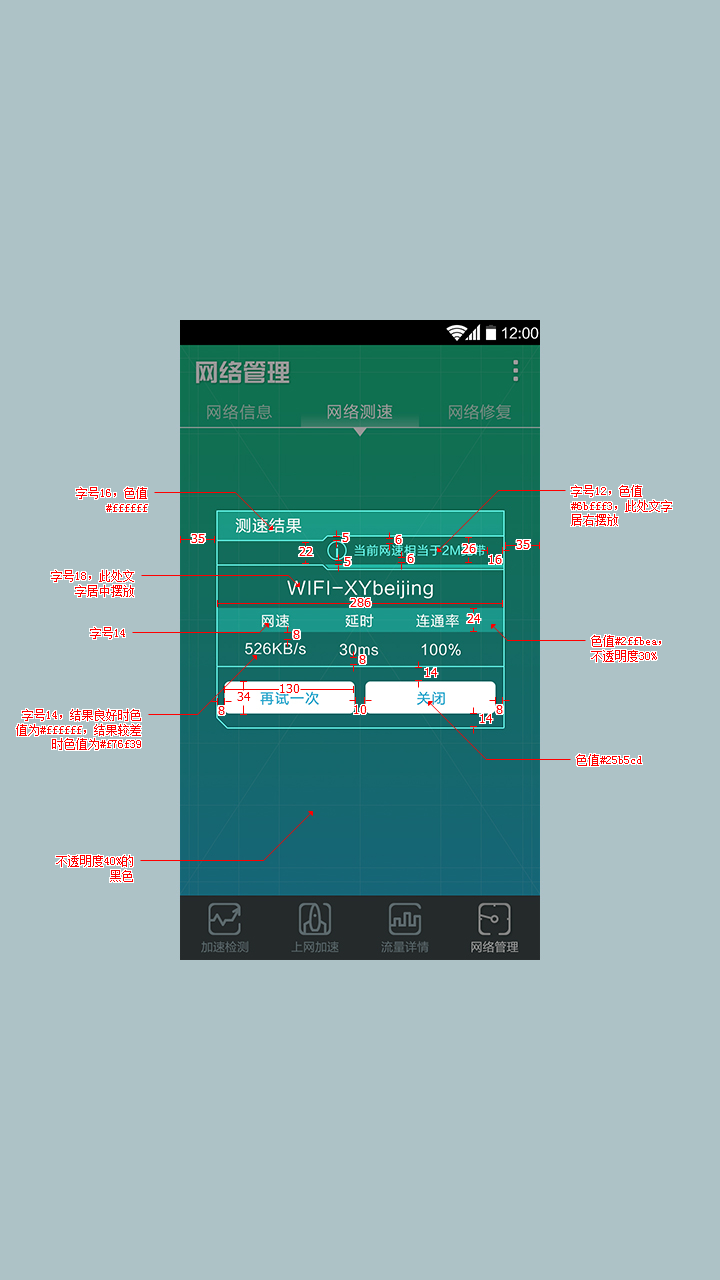 12:00
网络管理
网络信息
网络测速
网络修复
字号16，色值
#ffffff
字号12，色值
#6bfff3，此处文字
居右摆放
测速结果
35
5
6
22
当前网速相当于2M宽带
26
35
5
6
16
字号18，此处文
字居中摆放
WIFI-XYbeijing
286
字号14
网速
延时
连通率
24
8
色值#2ffbea，
不透明度30%
526KB/s
30ms
100%
8
14
130
34
再试一次
关闭
8
10
8
14
字号14，结果良好时色
值为#ffffff，结果较差
时色值为#f76f39
色值#25b5cd
不透明度40%的
黑色
加速检测
上网加速
流量详情
网络管理